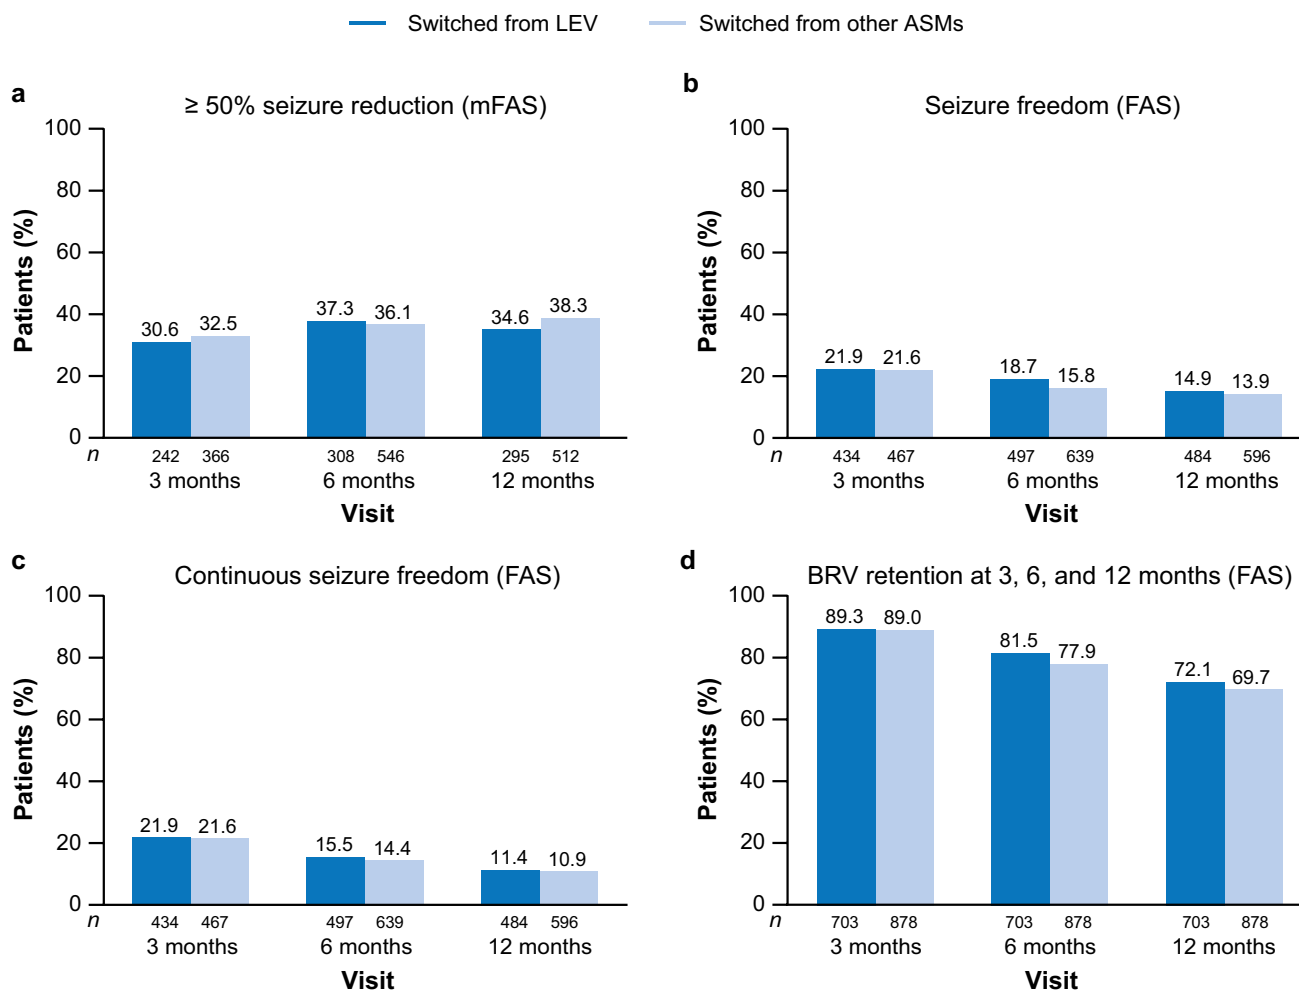 Switched from LEV Switched from other ASMs
a
≥ 50% seizure reduction (mFAS)
Patients (%)
100
80
60
40
20
0
30.6 32.5 37.3 36.1 34.6 38.3
n 242 366 308 546 295 512
3 months 6 months 12 months
Visit
b
Seizure freedom (FAS)
Patients (%)
100
80
60
40
20
0
21.9 21.6 18.7 15.8 14.9 13.9
n 434 467 497 639 484 596
3 months 6 months 12 months
Visit
c
Continuous seizure freedom (FAS)
Patients (%)
100
80
60
40
20
0
21.9 21.6 15.5 14.4 11.4 10.9
n 434 467 497 639 484 596
3 months 6 months 12 months
Visit
d
BRV retention at 3, 6, and 12 months (FAS)
Patients (%)
100
80
60
40
20
0
89.3 89.0 81.5 77.9 72.1 69.7
n 703 878 703 878 703 878
3 months 6 months 12 months
Visit